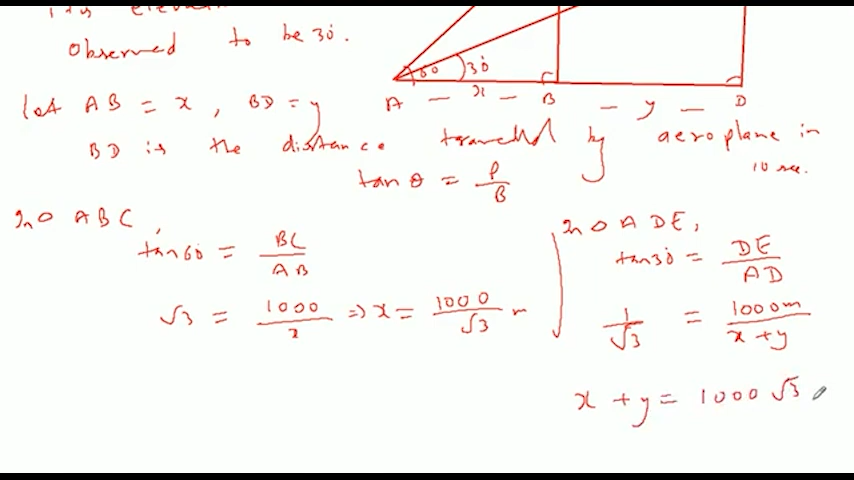 its
observed to be 30.
60 30
A - x - B - y - D
let AB = x, BD = y
BD is the distance travelled by aeroplane in
10 sec.
tan θ = P/B
In Δ ABC,
tan 60 = BC/AB
√3 = 1000/x ⇒ x = 1000/√3 m
In Δ ADE,
tan 30 = DE/AD
1/√3 = 1000m/x+y
x + y = 1000√3